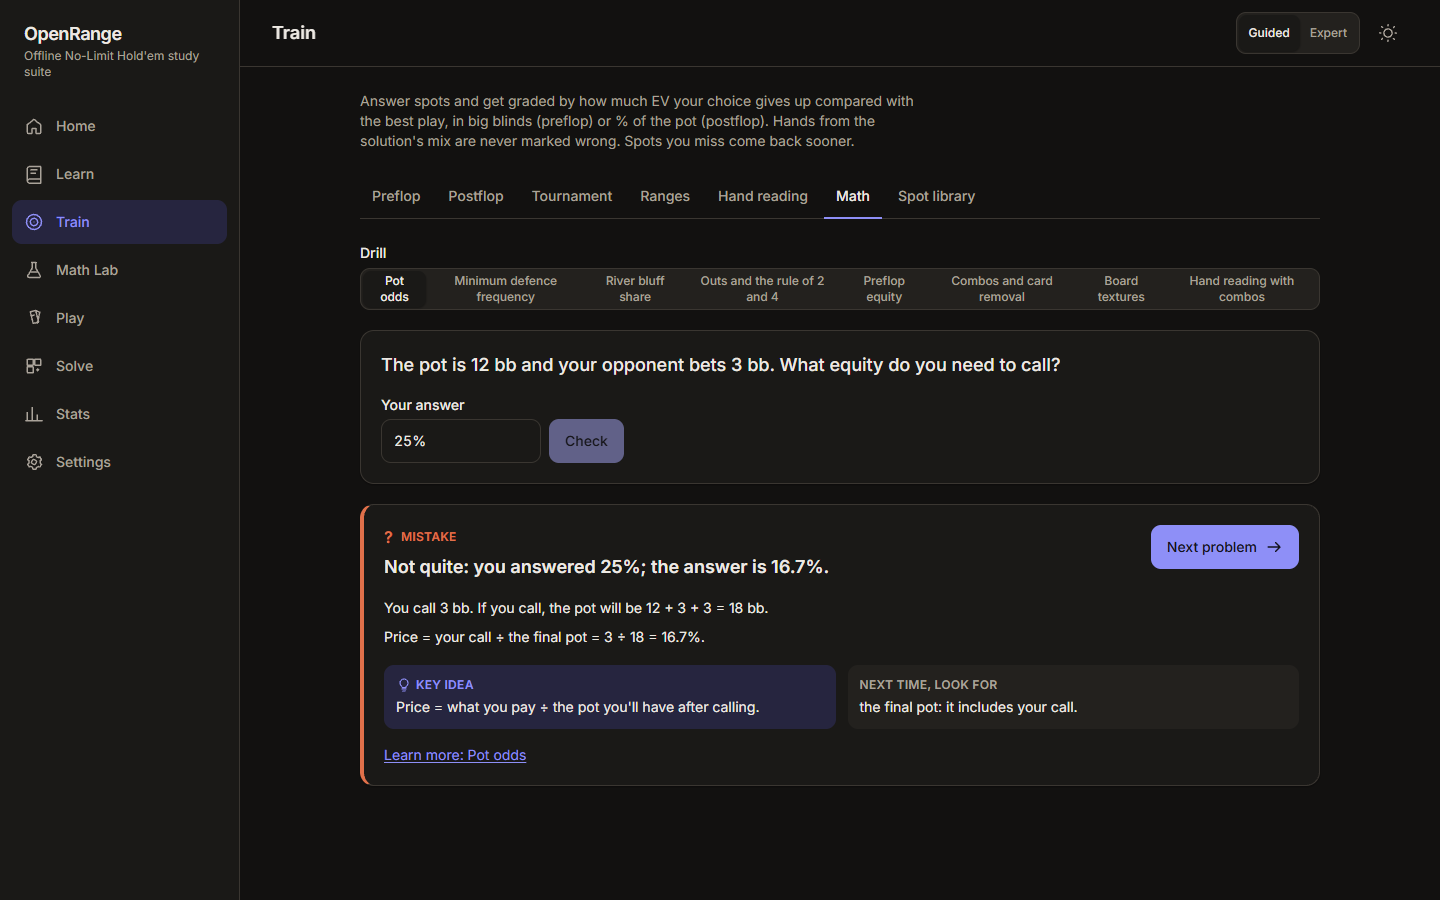 OpenRange
Offline No-Limit Hold'em study
suite
Home
Learn
Train
Math Lab
Play
Solve
Stats
Settings
Train
Guided
Expert
Answer spots and get graded by how much EV your choice gives up compared with
the best play, in big blinds (preflop) or % of the pot (postflop). Hands from the
solution's mix are never marked wrong. Spots you miss come back sooner.
Preflop
Postflop
Tournament
Ranges
Hand reading
Math
Spot library
Drill
Pot
odds
Minimum defence
frequency
River bluff
share
Outs and the rule of 2
and 4
Preflop
equity
Combos and card
removal
Board
textures
Hand reading with
combos
The pot is 12 bb and your opponent bets 3 bb. What equity do you need to call?
Your answer
25%
Check
? MISTAKE
Next problem →
Not quite: you answered 25%; the answer is 16.7%.
You call 3 bb. If you call, the pot will be 12 + 3 + 3 = 18 bb.
Price = your call ÷ the final pot = 3 ÷ 18 = 16.7%.
KEY IDEA
Price = what you pay ÷ the pot you'll have after calling.
NEXT TIME, LOOK FOR
the final pot: it includes your call.
Learn more: Pot odds